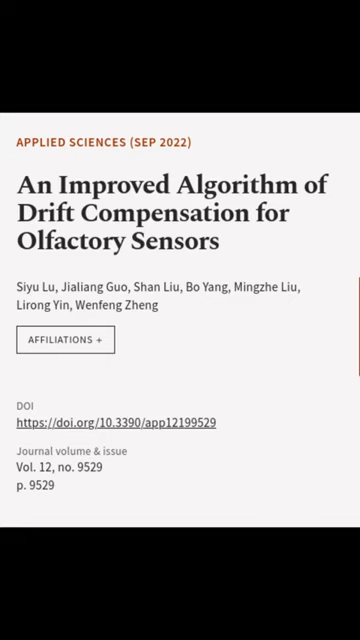 APPLIED SCIENCES (SEP 2022)
An Improved Algorithm of
Drift Compensation for
Olfactory Sensors
Siyu Lu, Jialiang Guo, Shan Liu, Bo Yang, Mingzhe Liu,
Lirong Yin, Wenfeng Zheng
AFFILIATIONS +
DOI
https://doi.org/10.3390/app12199529
Journal volume & issue
Vol. 12, no. 9529
p. 9529